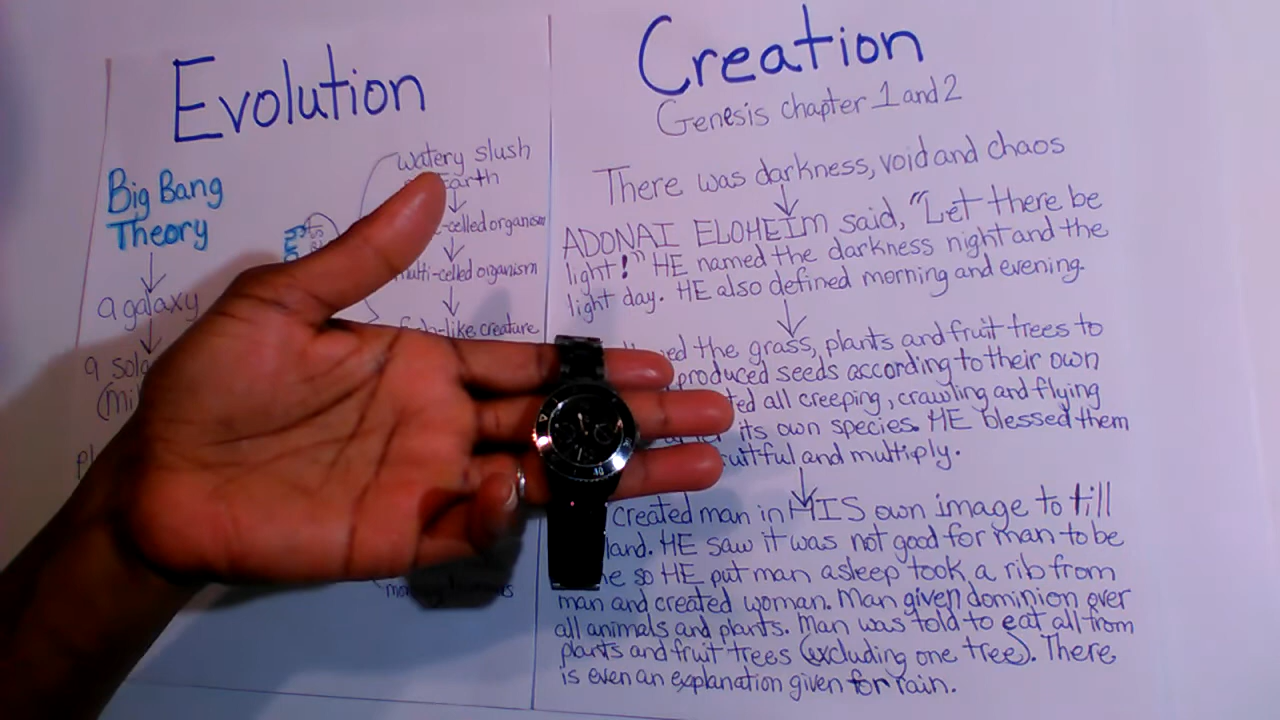 Evolution
Big Bang
Theory
a galaxy
watery slush
Earth
-celled organism
multi-celled organism
-like creature
Creation
Genesis chapter 1 and 2
There was darkness, void and chaos
ADONAI ELOHEIM said, "Let there be
light!" HE named the darkness night and the
light day. HE also defined morning and evening.
the grass, plants and fruit trees to
produced seeds according to their own
all creeping, crawling and flying
its own species. HE blessed them
and multiply.
created man in HIS own image to till
land. HE saw it was not good for man to be
so HE put man asleep took a rib from
man and created woman. Man given dominion over
all animals and plants. Man was told to eat all from
plants and fruit trees (excluding one tree). There
is even an explanation given for rain.